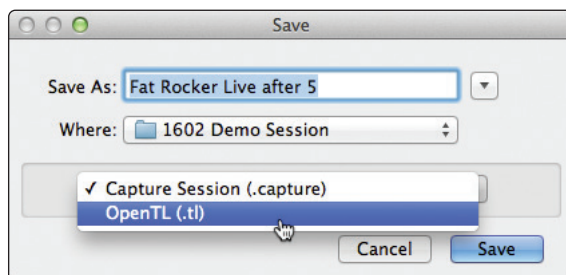 Save
Save As: Fat Rocker Live after 5
Where: 1602 Demo Session
✓ Capture Session (.capture)
OpenTL (.tl)
Cancel Save